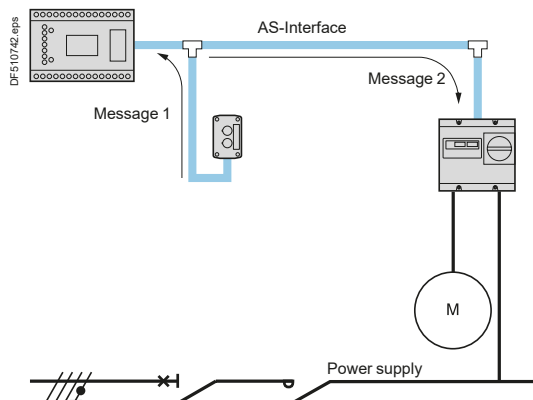 DF510742.eps
AS-Interface
Message 1
Message 2
M
Power supply